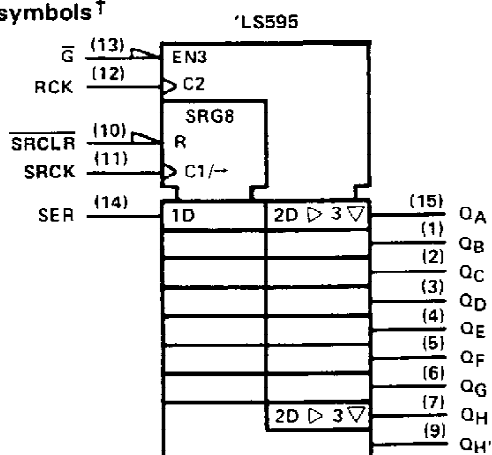 symbols†
'LS595
G (13) EN3
RCK (12) C2
SRG8
SRCLR (10) R
SRCK (11) C1/→
SER (14) 1D 2D ▷ 3 ▽ (15) QA
(1) QB
(2) QC
(3) QD
(4) QE
(5) QF
(6) QG
2D ▷ 3 ▽ (7) QH
(9) QH'